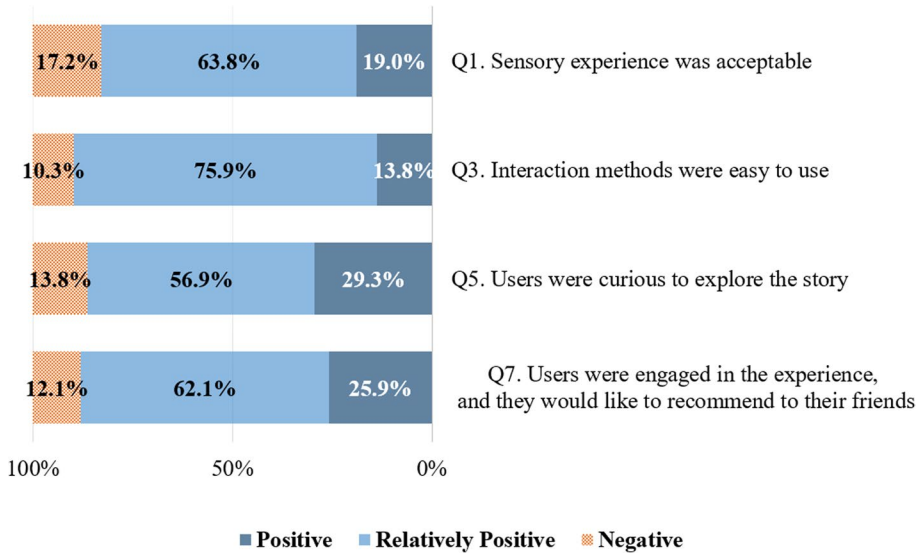 17.2% 63.8% 19.0% Q1. Sensory experience was acceptable
10.3% 75.9% 13.8% Q3. Interaction methods were easy to use
13.8% 56.9% 29.3% Q5. Users were curious to explore the story
12.1% 62.1% 25.9% Q7. Users were engaged in the experience,
and they would like to recommend to their friends
100% 50% 0%
Positive Relatively Positive Negative